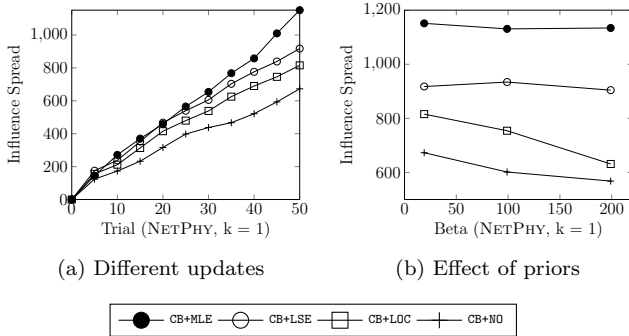 1,000
800
600
400
200
0
0 10 20 30 40 50
Influence Spread
Trial (NETPHY, k = 1)
(a) Different updates
1,200
1,000
800
600
0 50 100 150 200
Influence Spread
Beta (NETPHY, k = 1)
(b) Effect of priors
CB+MLE CB+LSE CB+LOC CB+NO